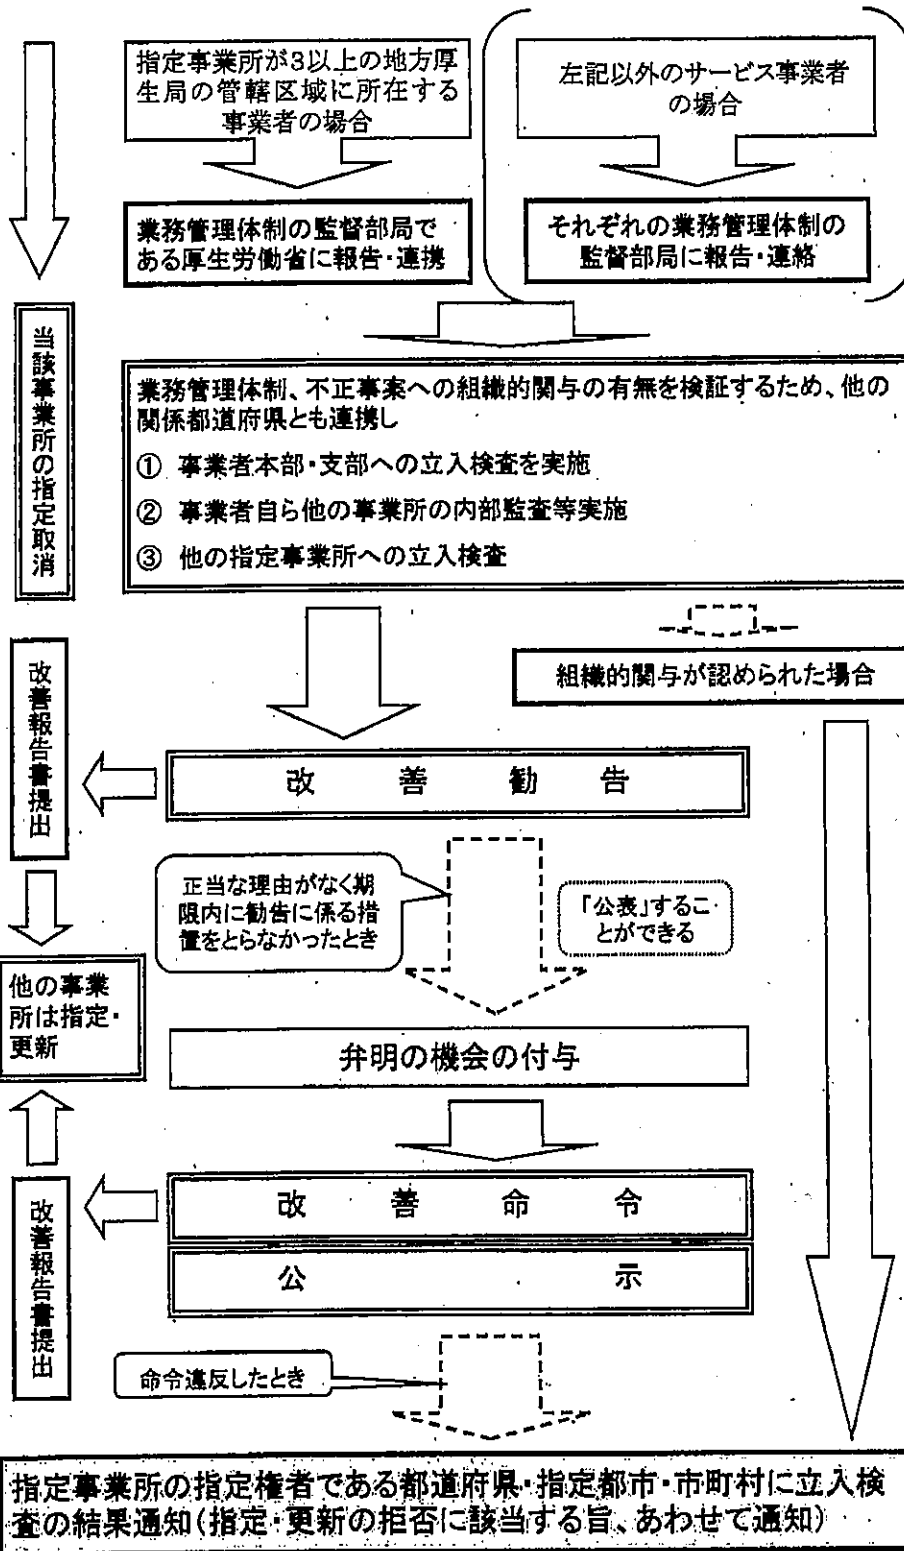 指定事業所が3以上の地方厚
生局の管轄区域に所在する
事業者の場合
左記以外のサービス事業者
の場合
業務管理体制の監督部局で
ある厚生労働省に報告・連携
それぞれの業務管理体制の
監督部局に報告・連絡
当該事業所の指定取消
業務管理体制、不正事案への組織的関与の有無を検証するため、他の
関係都道府県とも連携し
① 事業者本部・支部への立入検査を実施
② 事業者自ら他の事業所の内部監査等実施
③ 他の指定事業所への立入検査
組織的関与が認められた場合
改善報告書提出
改善勧告
正当な理由がなく期
限内に勧告に係る措
置をとらなかったとき
「公表」するこ
とができる
他の事業
所は指定・
更新
弁明の機会の付与
改善命令
公示
改善報告書提出
命令違反したとき
指定事業所の指定権者である都道府県・指定都市・市町村に立入検
査の結果通知(指定・更新の拒否に該当する旨、あわせて通知)